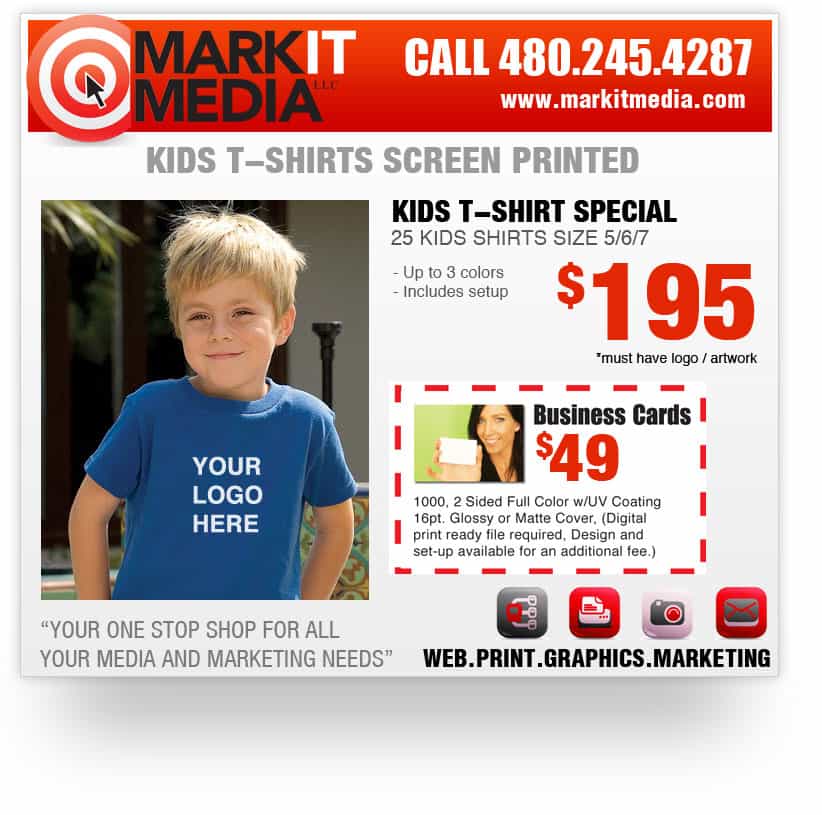 MARKIT
MEDIA LLC
CALL 480.245.4287
www.markitmedia.com
KIDS T-SHIRTS SCREEN PRINTED
KIDS T-SHIRT SPECIAL
25 KIDS SHIRTS SIZE 5/6/7
- Up to 3 colors
- Includes setup
$195
*must have logo / artwork
YOUR
LOGO
HERE
Business Cards
$49
1000, 2 Sided Full Color w/UV Coating
16pt. Glossy or Matte Cover, (Digital
print ready file required, Design and
set-up available for an additional fee.)
“YOUR ONE STOP SHOP FOR ALL
YOUR MEDIA AND MARKETING NEEDS”
WEB.PRINT.GRAPHICS.MARKETING